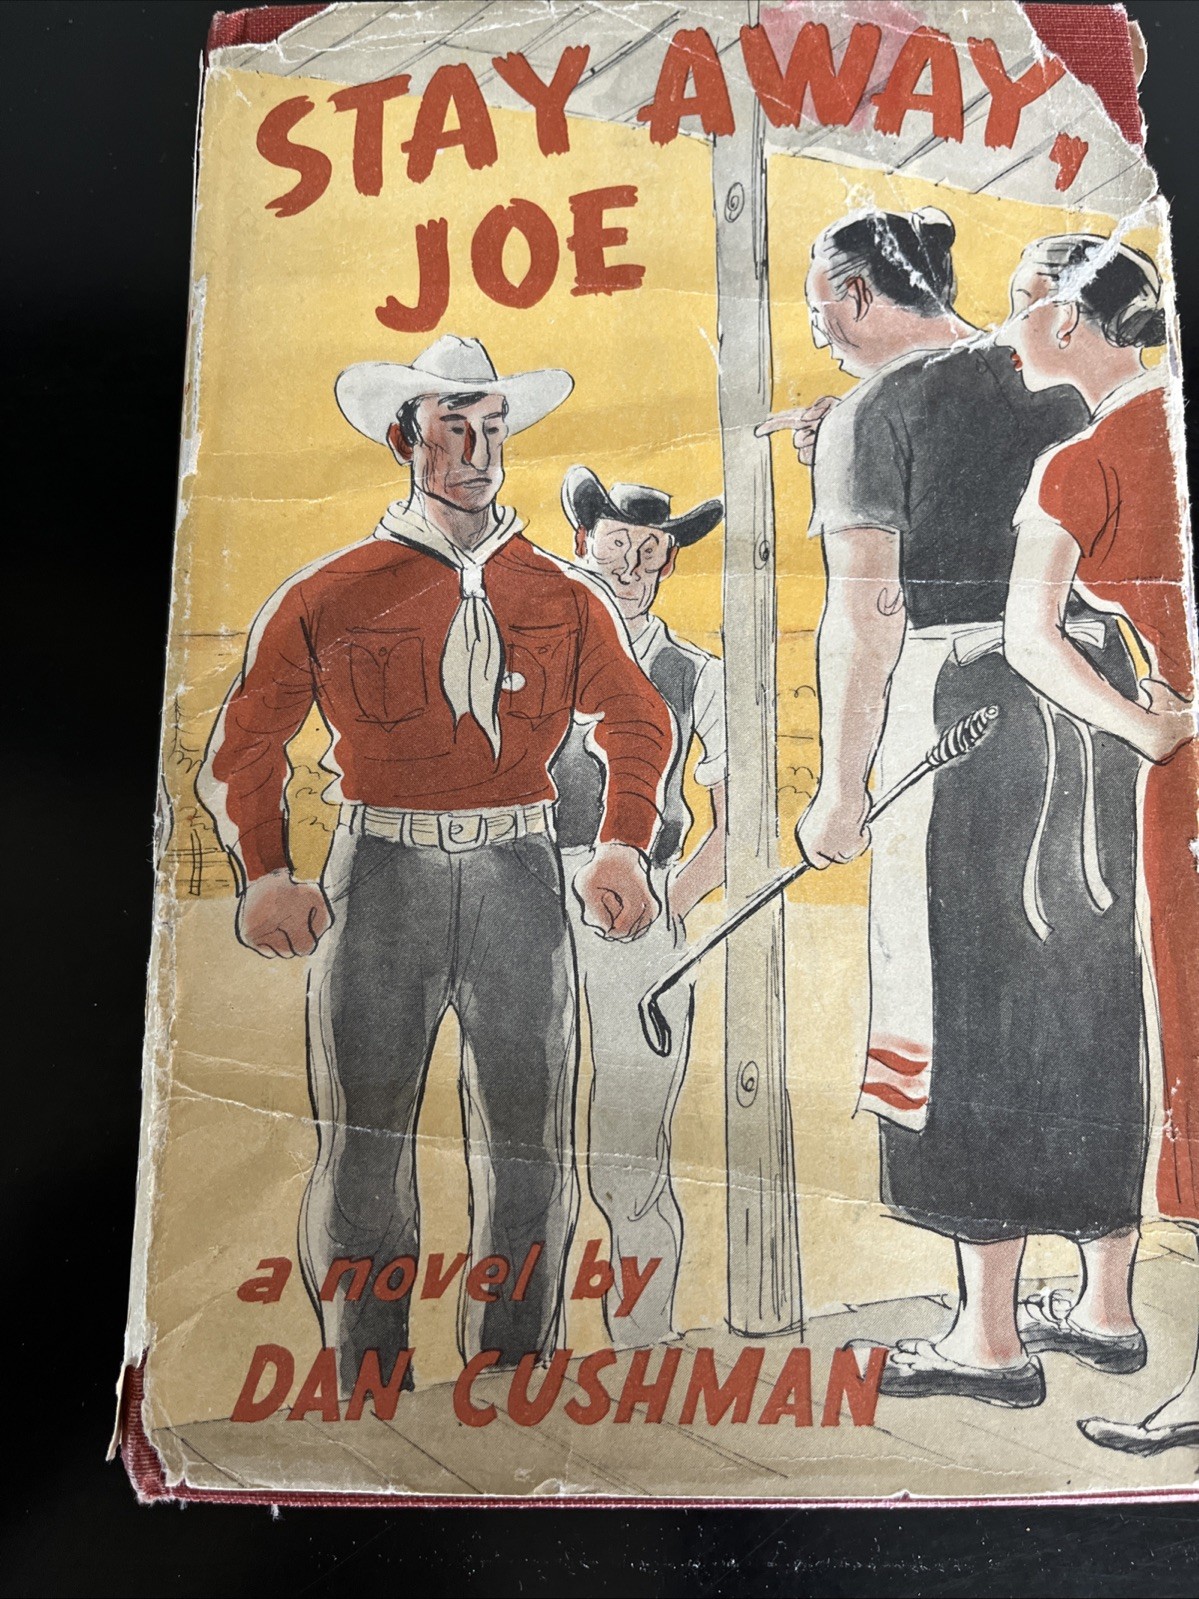 STAY AWAY,
JOE
a novel by
DAN CUSHMAN